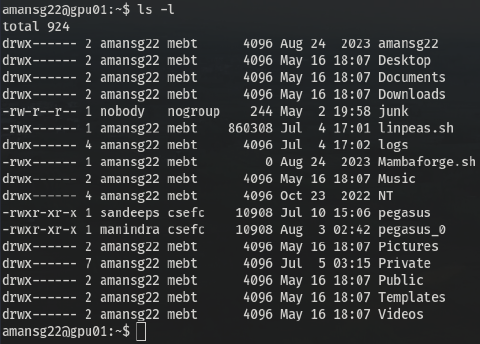 amansg22@gpu01:~$ ls -l
total 924
drwx------ 2 amansg22 mebt 4096 Aug 24 2023 amansg22
drwx------ 2 amansg22 mebt 4096 May 16 18:07 Desktop
drwx------ 2 amansg22 mebt 4096 May 16 18:07 Documents
drwx------ 2 amansg22 mebt 4096 May 16 18:07 Downloads
-rw-r--r-- 1 nobody nogroup 244 May 2 19:58 junk
-rwx------ 1 amansg22 mebt 860308 Jul 4 17:01 linpeas.sh
drwx------ 4 amansg22 mebt 4096 Jul 4 17:02 logs
-rwx------ 1 amansg22 mebt 0 Aug 24 2023 Mambaforge.sh
drwx------ 2 amansg22 mebt 4096 May 16 18:07 Music
drwx------ 4 amansg22 mebt 4096 Oct 23 2022 NT
-rwxr-xr-x 1 sandeeps csefc 10908 Jul 10 15:06 pegasus
-rwxr-xr-x 1 manindra csefc 10908 Aug 3 02:42 pegasus_0
drwx------ 2 amansg22 mebt 4096 May 16 18:07 Pictures
drwx------ 7 amansg22 mebt 4096 Jul 5 03:15 Private
drwx------ 2 amansg22 mebt 4096 May 16 18:07 Public
drwx------ 2 amansg22 mebt 4096 May 16 18:07 Templates
drwx------ 2 amansg22 mebt 4096 May 16 18:07 Videos
amansg22@gpu01:~$